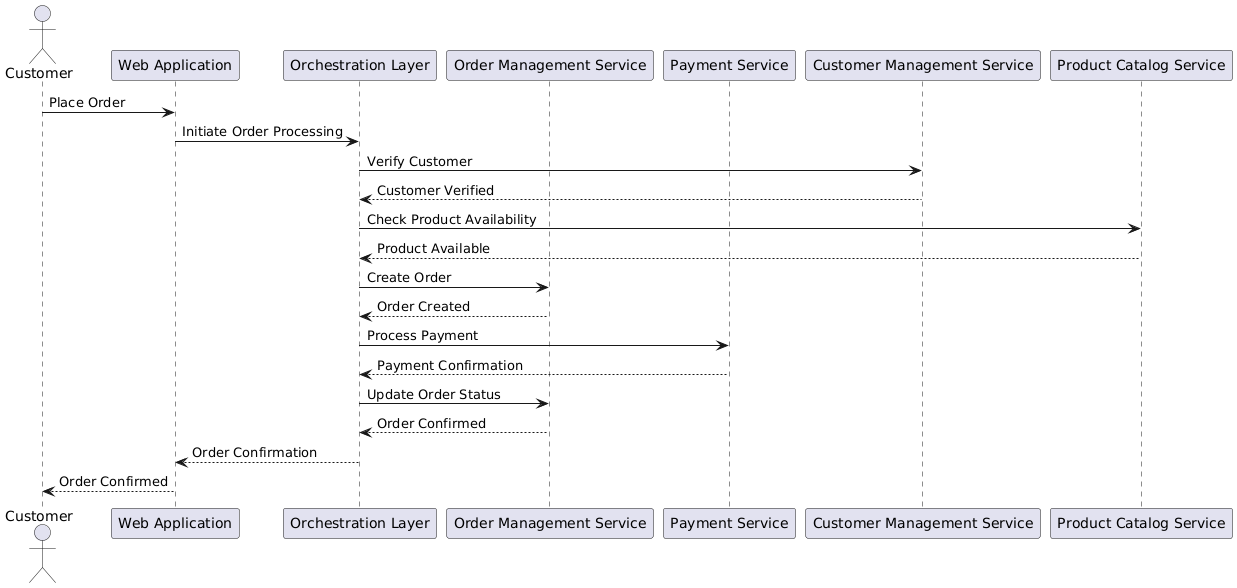 Customer
Web Application
Orchestration Layer
Order Management Service
Payment Service
Customer Management Service
Product Catalog Service
Place Order
Initiate Order Processing
Verify Customer
Customer Verified
Check Product Availability
Product Available
Create Order
Order Created
Process Payment
Payment Confirmation
Update Order Status
Order Confirmed
Order Confirmation
Order Confirmed
Customer
Web Application
Orchestration Layer
Order Management Service
Payment Service
Customer Management Service
Product Catalog Service